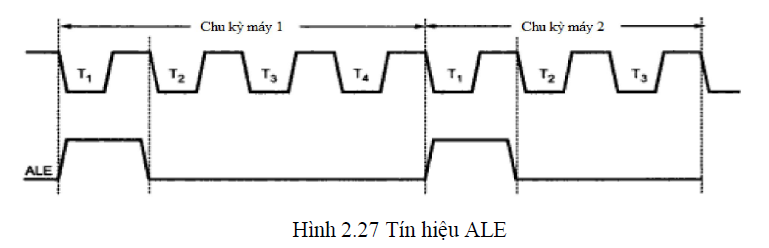 Chu kỳ máy 1 Chu kỳ máy 2
T1 T2 T3 T4 T1 T2 T3
ALE
Hình 2.27 Tín hiệu ALE